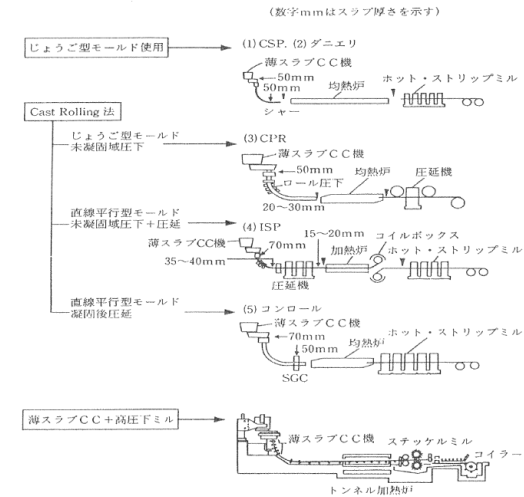 (数字mmはスラブ厚さを示す)
じょうご型モールド使用
(1) CSP. (2) ダニエリ
薄スラブCC機
50mm
50mm
シャー
均熱炉
ホット・ストリップミル
Cast Rolling 法
じょうご型モールド
未凝固域圧下
(3) CPR
薄スラブCC機
50mm
ロール圧下
20〜30mm
均熱炉
圧延機
直線平行型モールド
未凝固域圧下+圧延
(4) ISP
薄スラブCC機
70mm
35〜40mm
圧延機
15〜20mm
加熱炉
コイルボックス
ホット・ストリップミル
直線平行型モールド
凝固後圧延
(5) コンロール
薄スラブCC機
70mm
50mm
SGC
均熱炉
ホット・ストリップミル
薄スラブCC+高圧下ミル
薄スラブCC機
ステッケルミル
コイラー
トンネル加熱炉